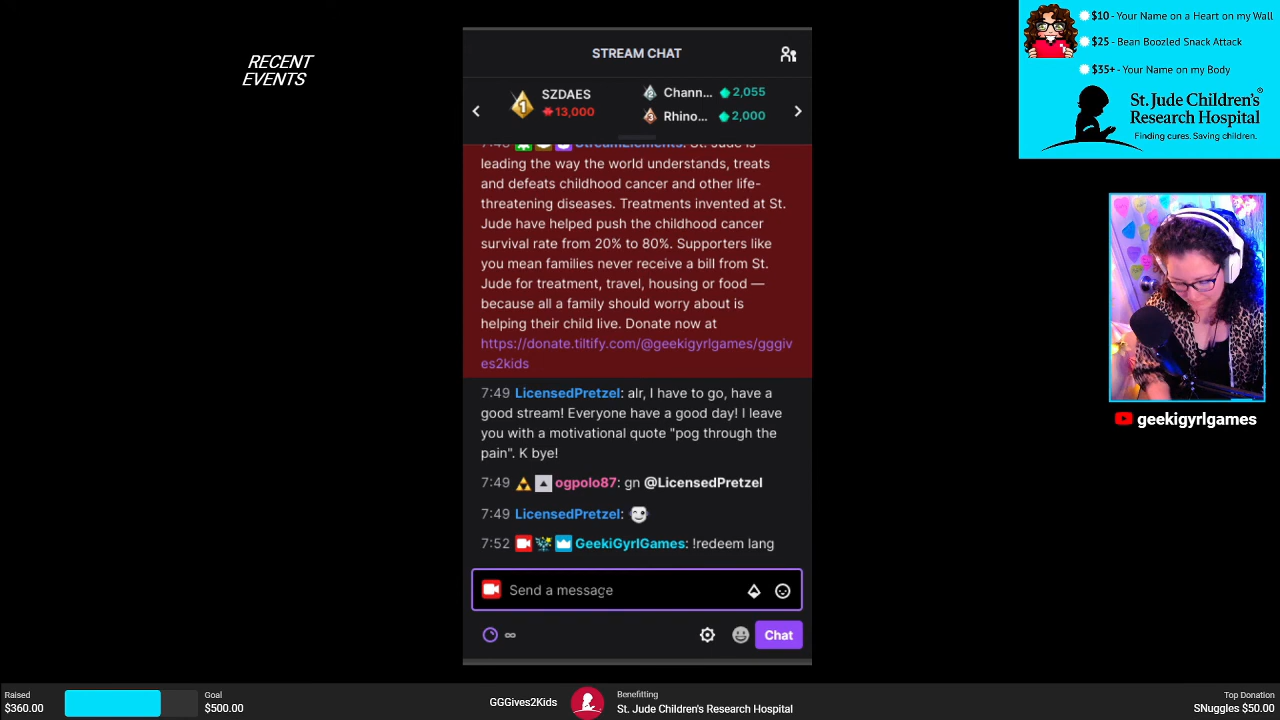 RECENT
EVENTS
STREAM CHAT
1 SZDAES
13,000
2 Chann... 2,055
3 Rhino... 2,000
leading the way the world understands, treats
and defeats childhood cancer and other life-
threatening diseases. Treatments invented at St.
Jude have helped push the childhood cancer
survival rate from 20% to 80%. Supporters like
you mean families never receive a bill from St.
Jude for treatment, travel, housing or food —
because all a family should worry about is
helping their child live. Donate now at
https://donate.tiltify.com/@geekigyrlgames/gggiv
es2kids
7:49 LicensedPretzel: alr, I have to go, have a
good stream! Everyone have a good day! I leave
you with a motivational quote "pog through the
pain". K bye!
7:49 ogpolo87: gn @LicensedPretzel
7:49 LicensedPretzel:
7:52 GeekiGyrlGames: !redeem lang
Send a message
∞
Chat
$10 - Your Name on a Heart on my Wall
$25 - Bean Boozled Snack Attack
$35+ - Your Name on my Body
St. Jude Children's
Research Hospital
®
Finding cures. Saving children.
geekigyrlgames
Raised
$360.00
Goal
$500.00
GGGives2Kids
Benefitting
St. Jude Children's Research Hospital
Top Donation
SNuggles $50.00